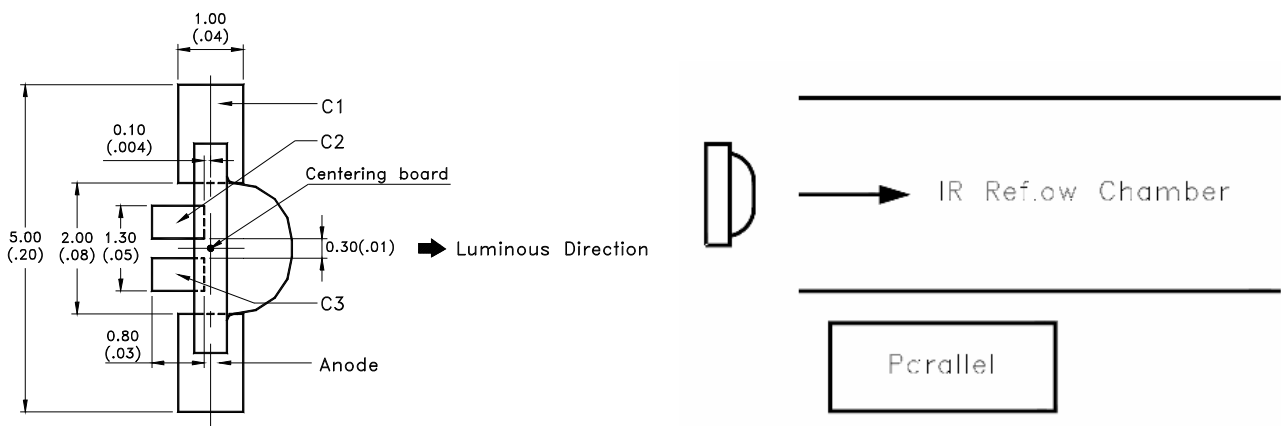 1.00
(.04)
C1
0.10
(.004)
C2
Centering board
5.00
(.20)
2.00
(.08)
1.30
(.05)
0.30(.01)
Luminous Direction
C3
0.80
(.03)
Anode
IR Ref.ow Chamber
Parallel